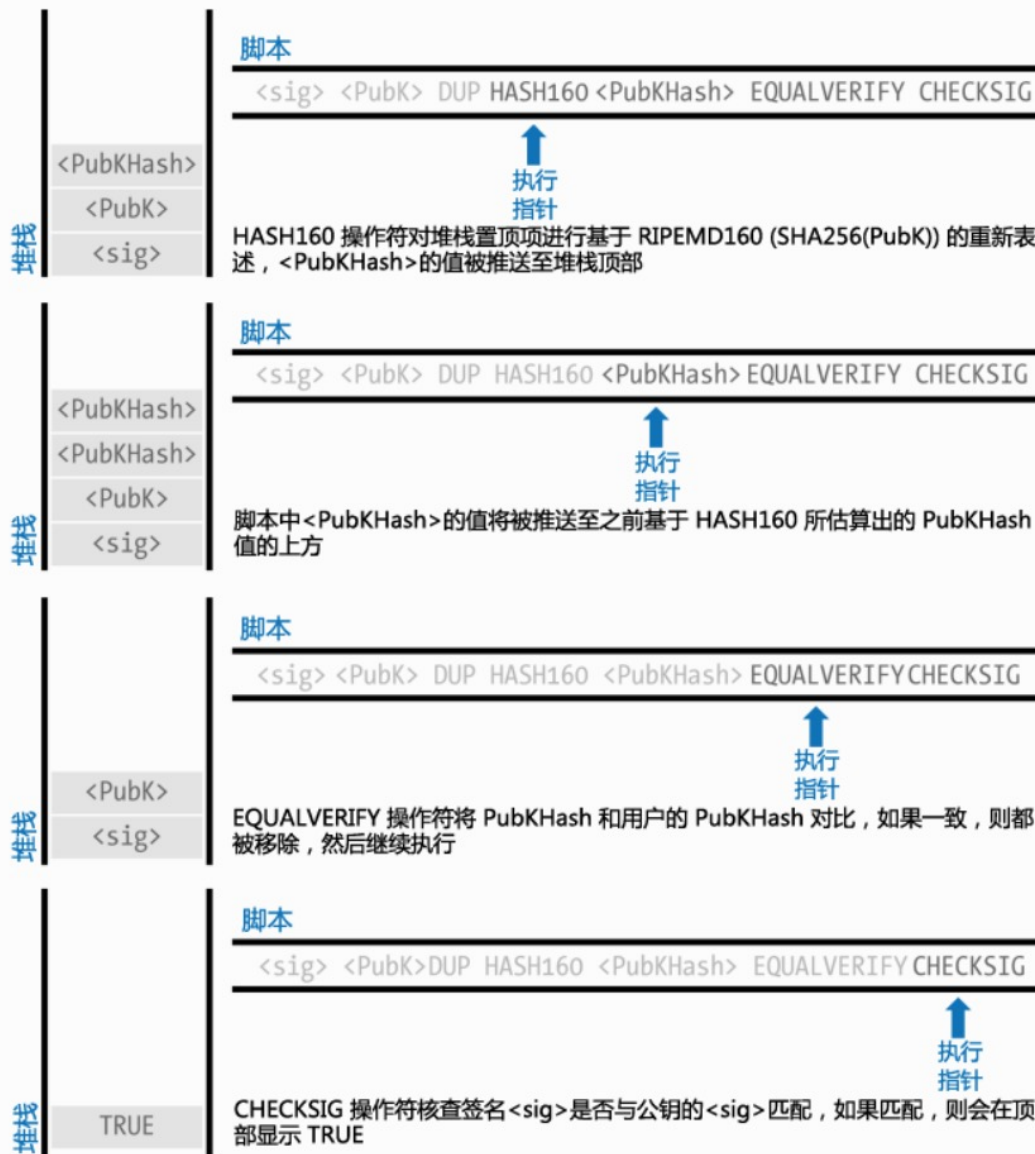 脚本
<sig> <PubK> DUP HASH160 <PubKHash> EQUALVERIFY CHECKSIG
执行
指针
<PubKHash>
<PubK>
<sig>
堆栈
HASH160 操作符对堆栈置顶项进行基于 RIPEMD160 (SHA256(PubK)) 的重新表
述，<PubKHash>的值被推送至堆栈顶部
脚本
<sig> <PubK> DUP HASH160 <PubKHash> EQUALVERIFY CHECKSIG
执行
指针
<PubKHash>
<PubKHash>
<PubK>
<sig>
堆栈
脚本中<PubKHash>的值将被推送至之前基于 HASH160 所估算出的 PubKHash
值的上方
脚本
<sig> <PubK> DUP HASH160 <PubKHash> EQUALVERIFY CHECKSIG
执行
指针
<PubK>
<sig>
堆栈
EQUALVERIFY 操作符将 PubKHash 和用户的 PubKHash 对比，如果一致，则都
被移除，然后继续执行
脚本
<sig> <PubK> DUP HASH160 <PubKHash> EQUALVERIFY CHECKSIG
执行
指针
TRUE
堆栈
CHECKSIG 操作符核查签名<sig>是否与公钥的<sig>匹配，如果匹配，则会在顶
部显示 TRUE